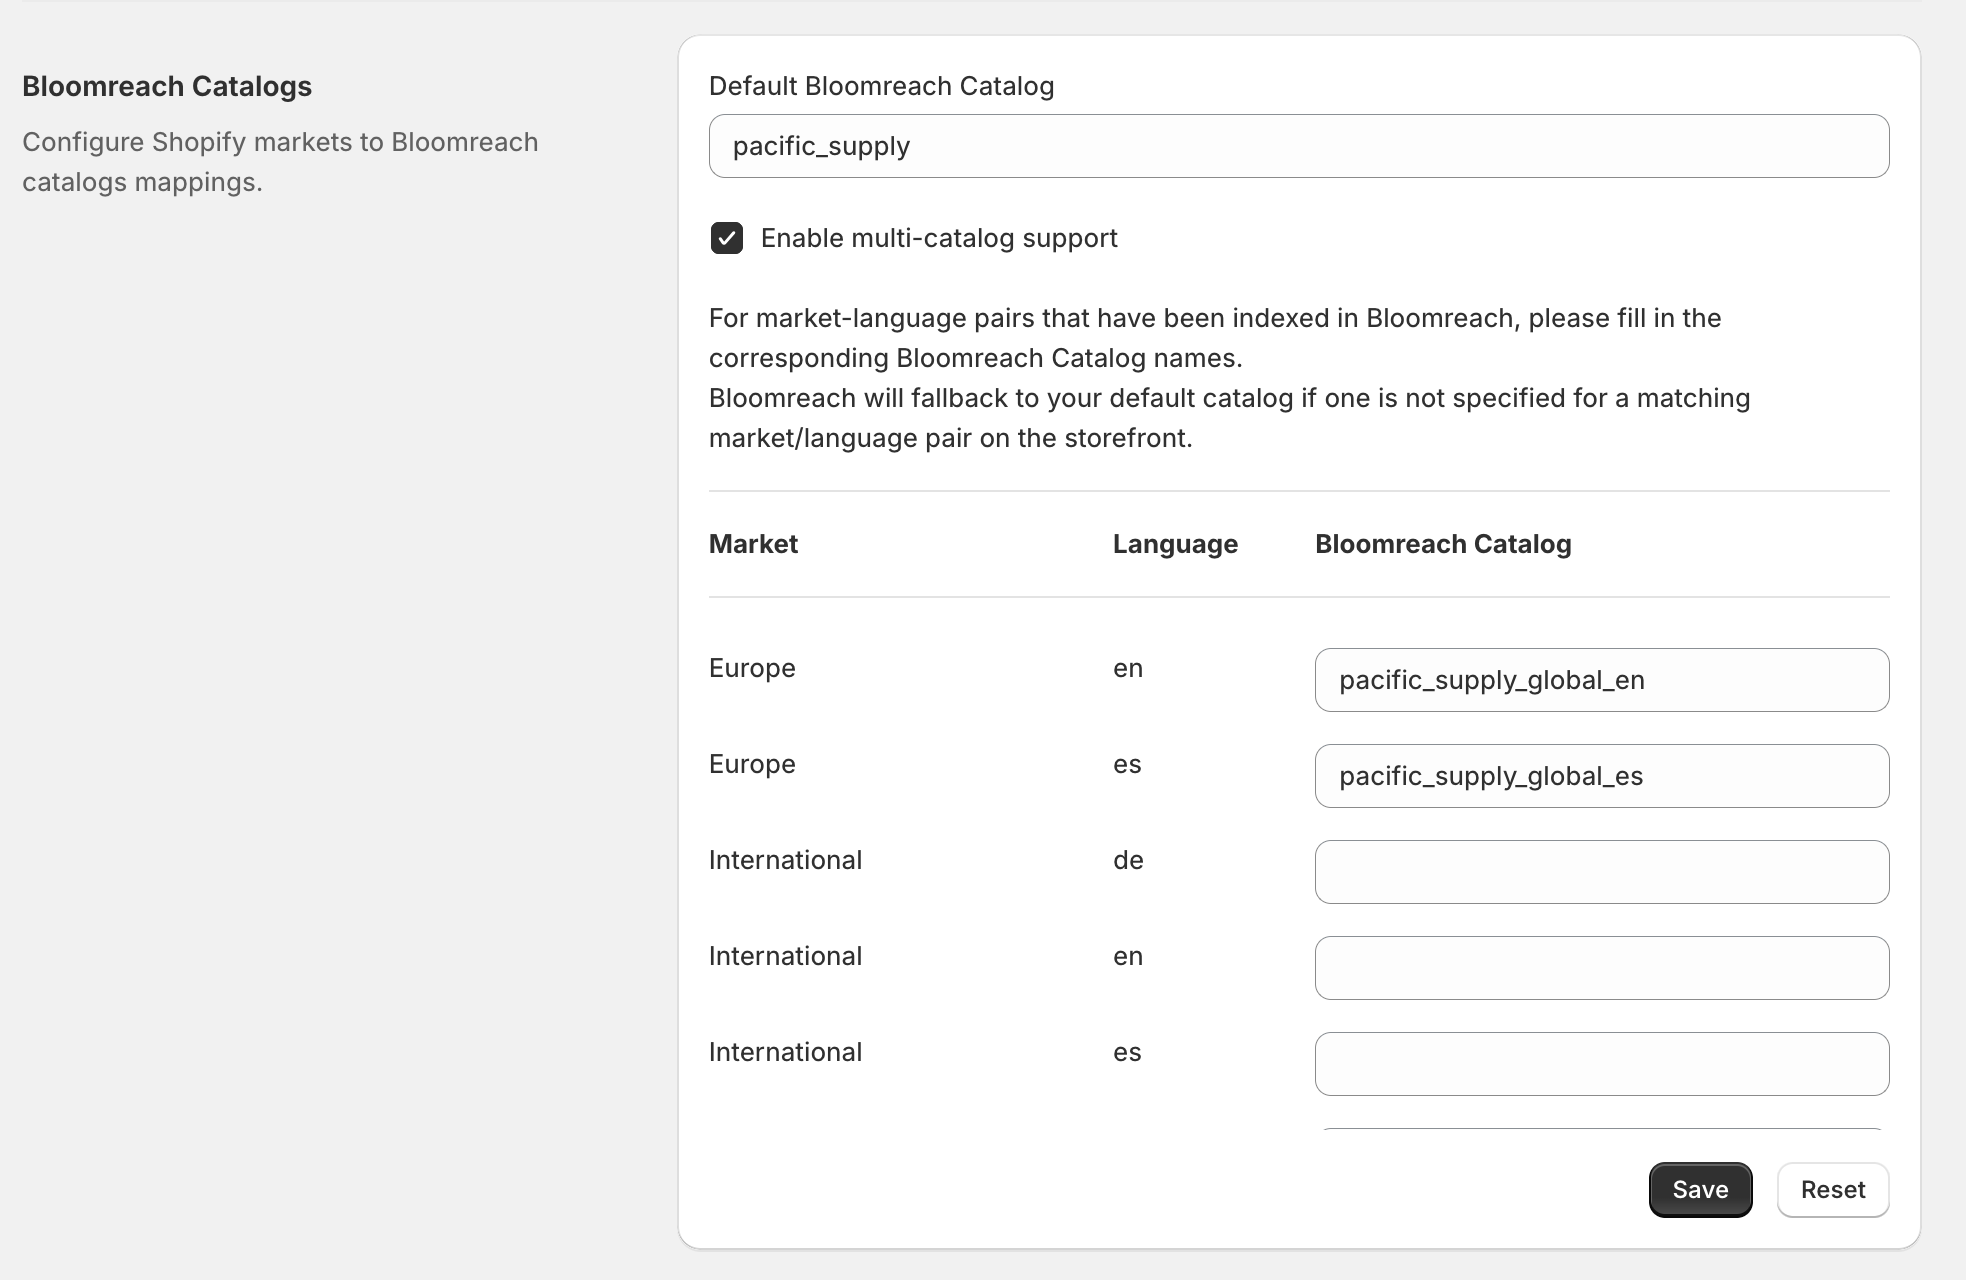 Bloomreach Catalogs
Configure Shopify markets to Bloomreach
catalogs mappings.
Default Bloomreach Catalog
pacific_supply
Enable multi-catalog support
For market-language pairs that have been indexed in Bloomreach, please fill in the
corresponding Bloomreach Catalog names.
Bloomreach will fallback to your default catalog if one is not specified for a matching
market/language pair on the storefront.
Market Language Bloomreach Catalog
Europe en pacific_supply_global_en
Europe es pacific_supply_global_es
International de
International en
International es
Save Reset